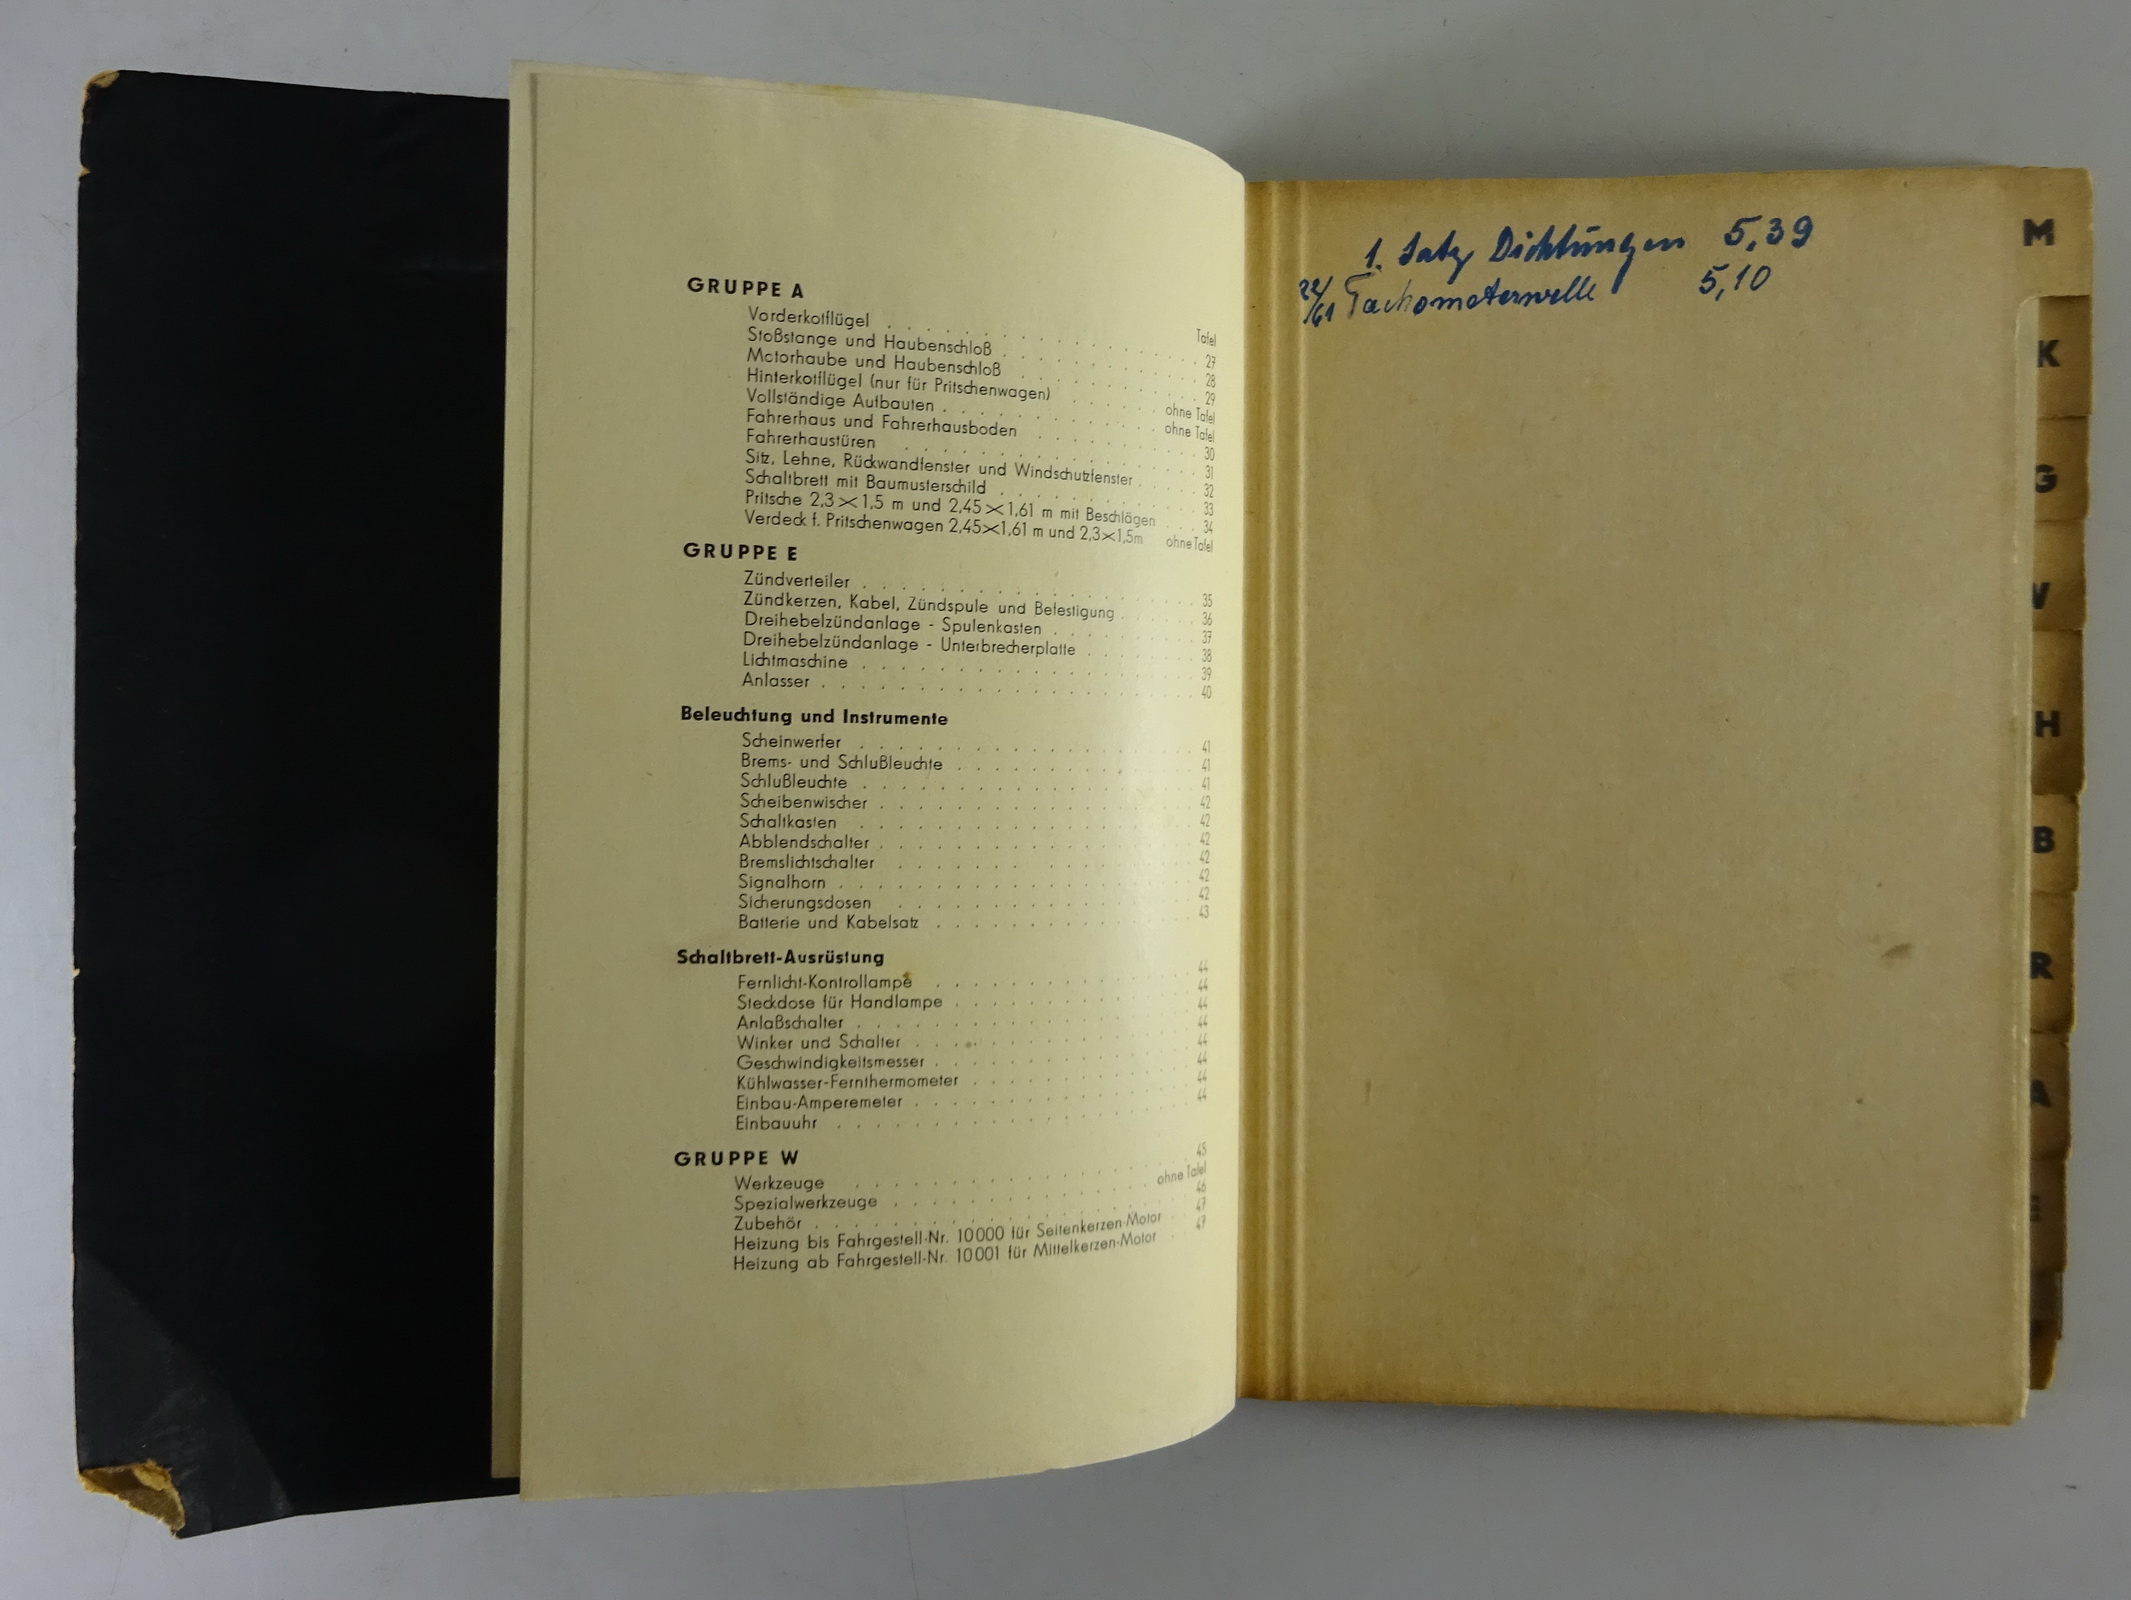 GRUPPE A
Tafel
Vorderkotflügel . . . 27
Stoßstange und Haubenschloß . . . 28
Motorhaube und Haubenschloß . . . 29
Hinterkotflügel (nur für Pritschenwagen) . . . ohne Tafel
Vollständige Aufbauten . . . ohne Tafel
Fahrerhaus und Fahrerhausboden . . . 30
Fahrerhaustüren . . . 31
Sitz, Lehne, Rückwandfenster und Windschutzfenster . . . 32
Schaltbrett mit Baumusterschild . . . 33
Pritsche 2,3×1,5 m und 2,45×1,61 m mit Beschlägen . . . 34
Verdeck f. Pritschenwagen 2,45×1,61 m und 2,3×1,5m ohne Tafel
GRUPPE E
Zündverteiler . . . 35
Zündkerzen, Kabel, Zündspule und Befestigung . . . 36
Dreihebelzündanlage - Spulenkasten . . . 37
Dreihebelzündanlage - Unterbrecherplatte . . . 38
Lichtmaschine . . . 39
Anlasser . . . 40
Beleuchtung und Instrumente
Scheinwerfer . . . 41
Brems- und Schlußleuchte . . . 41
Schlußleuchte . . . 41
Scheibenwischer . . . 42
Schaltkasten . . . 42
Abblendschalter . . . 42
Bremslichtschalter . . . 42
Signalhorn . . . 42
Sicherungsdosen . . . 42
Batterie und Kabelsatz . . . 43
Schaltbrett-Ausrüstung
Fernlicht-Kontrollampe . . . 44
Steckdose für Handlampe . . . 44
Anlaßschalter . . . 44
Winker und Schalter . . . 44
Geschwindigkeitsmesser . . . 44
Kühlwasser-Fernthermometer . . . 44
Einbau-Amperemeter . . . 44
Einbauuhr . . . 44
GRUPPE W
Werkzeuge . . . 45
Spezialwerkzeuge . . . ohne Tafel
Zubehör . . . 46
Heizung bis Fahrgestell-Nr. 10000 für Seitenkerzen-Motor . . 47
Heizung ab Fahrgestell-Nr. 10001 für Mittelkerzen-Motor . . 47
1. Satz Dichtungen 5,39
22/61 Tachometerwelle 5,10
M
K
G
V
H
B
R
A
E